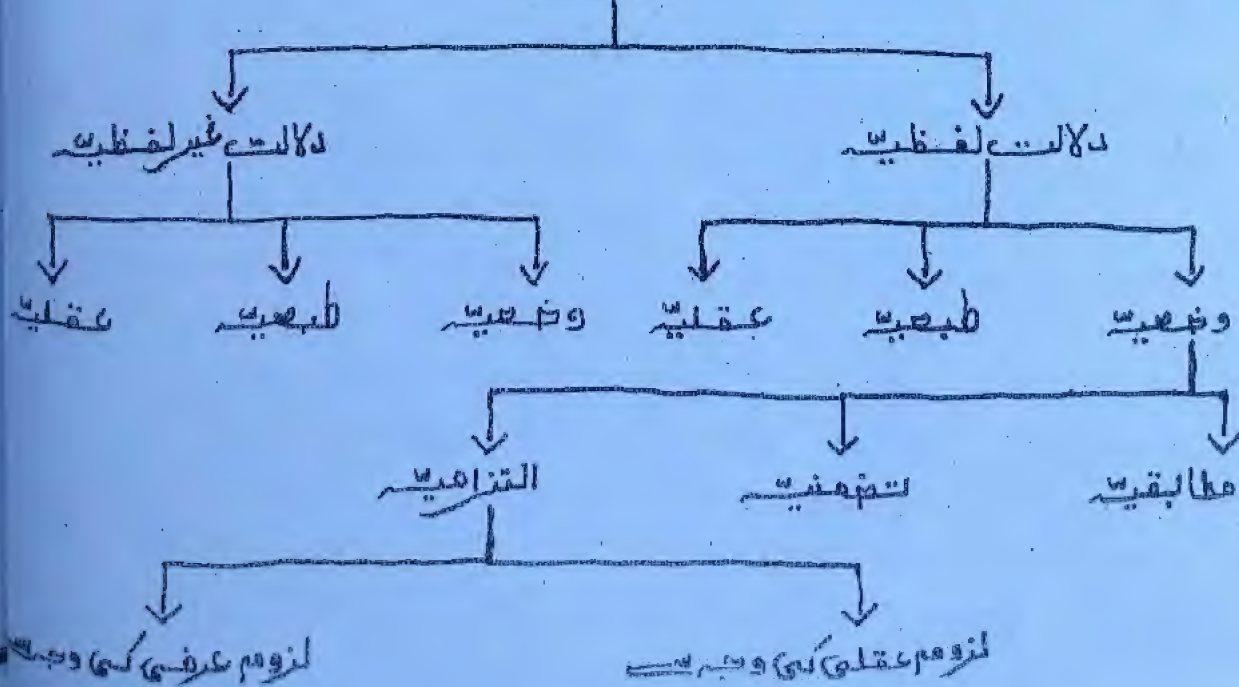 دلالت لفظیہ دلالت غیر لفظیہ
وضعیہ طبعیہ عقلیہ وضعیہ طبعیہ عقلیہ
مطابقیہ تضمنیہ التزامیہ
لزوم عقلی کی وجہ سے لزوم عرفی کی وجہ